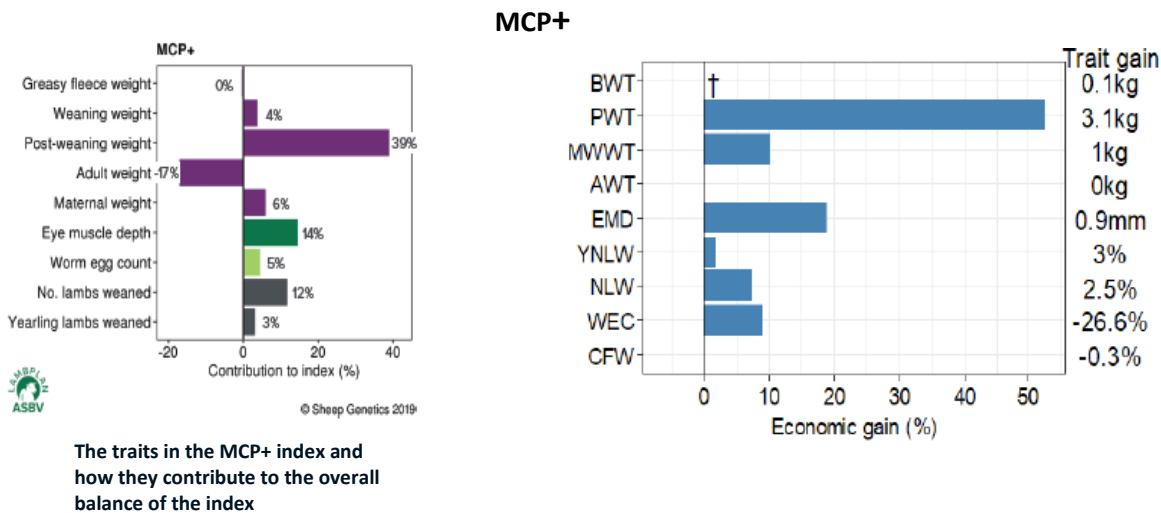 MCP+
MCP+
Greasy fleece weight
0%
Weaning weight
4%
Post-weaning weight
39%
Adult weight
-17%
Maternal weight
6%
Eye muscle depth
14%
Worm egg count
5%
No. lambs weaned
12%
Yearling lambs weaned
3%
-20 0 20 40
Contribution to index (%)
LAMBPLAN
ASBV
© Sheep Genetics 2019
The traits in the MCP+ index and
how they contribute to the overall
balance of the index
Trait gain
BWT † 0.1kg
PWT 3.1kg
MWWT 1kg
AWT 0kg
EMD 0.9mm
YNLW 3%
NLW 2.5%
WEC -26.6%
CFW -0.3%
0 10 20 30 40 50
Economic gain (%)